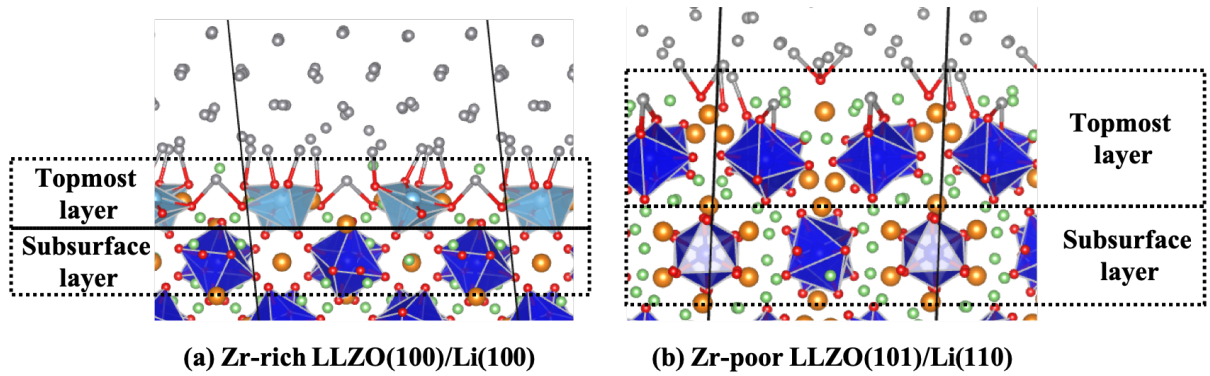 Topmost
layer
Subsurface
layer
Topmost
layer
Subsurface
layer
(a) Zr-rich LLZO(100)/Li(100)
(b) Zr-poor LLZO(101)/Li(110)